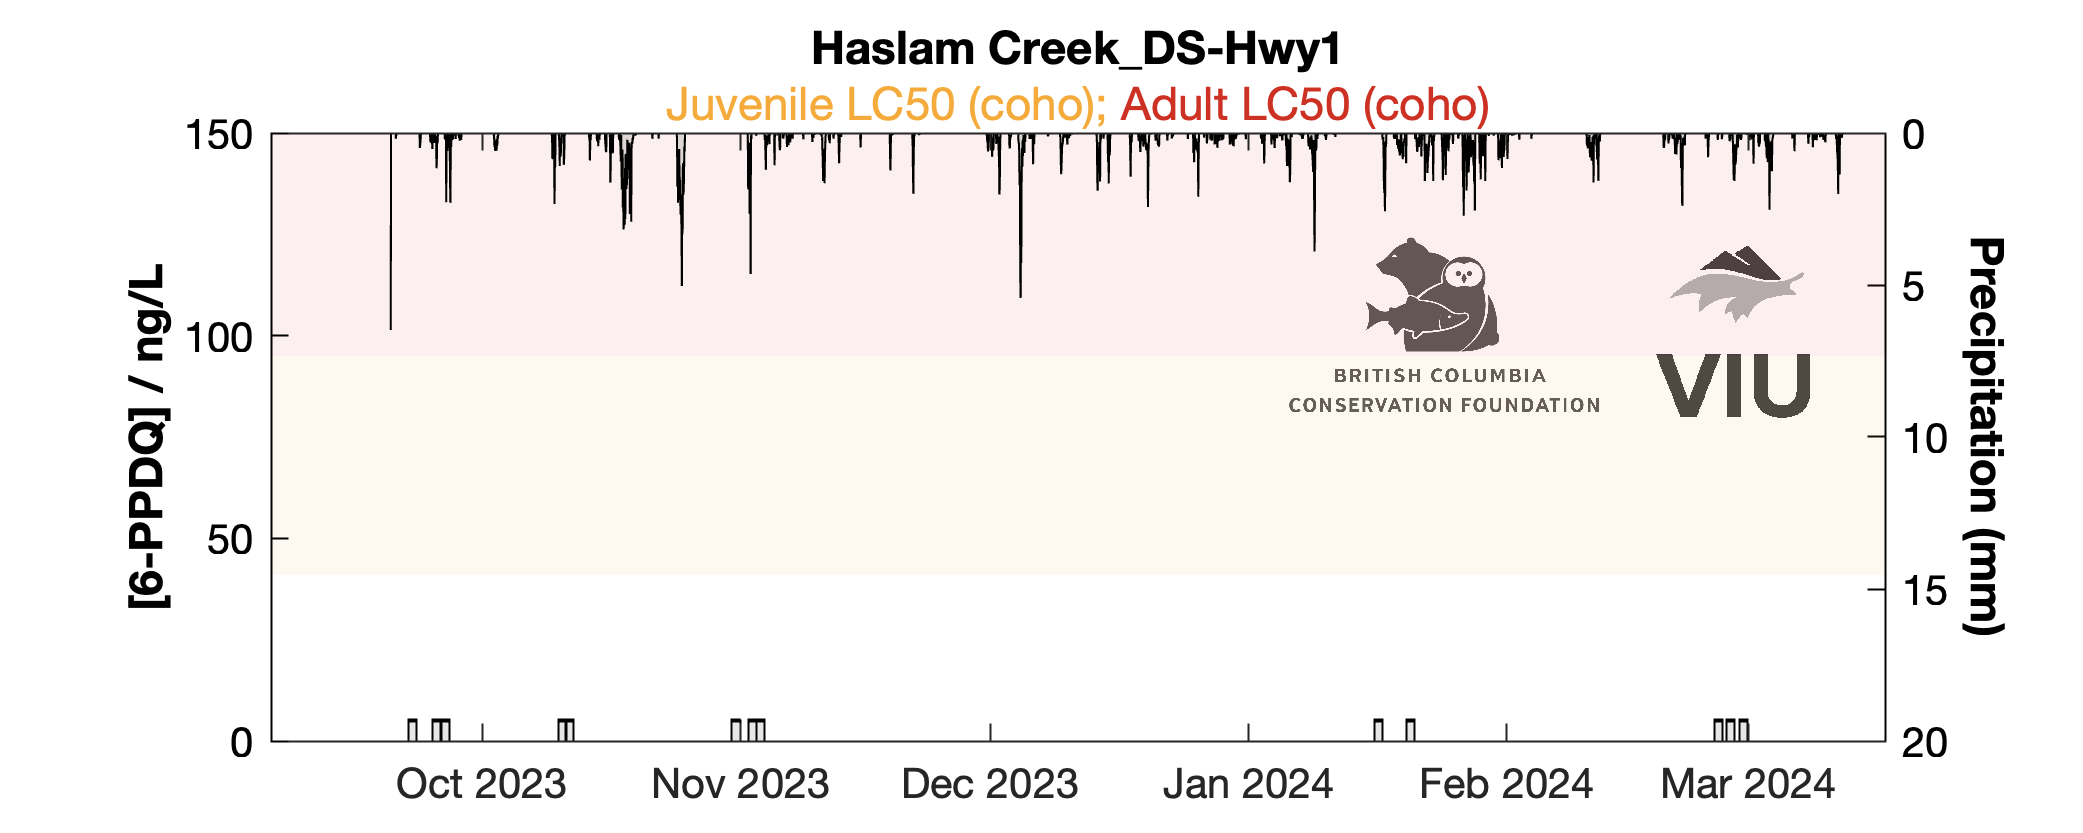 Haslam Creek_DS-Hwy1
Juvenile LC50 (coho); Adult LC50 (coho)
150
100
50
0
[6-PPDQ] / ng/L
0
5
10
15
20
Precipitation (mm)
BRITISH COLUMBIA
CONSERVATION FOUNDATION
VIU
Oct 2023
Nov 2023
Dec 2023
Jan 2024
Feb 2024
Mar 2024